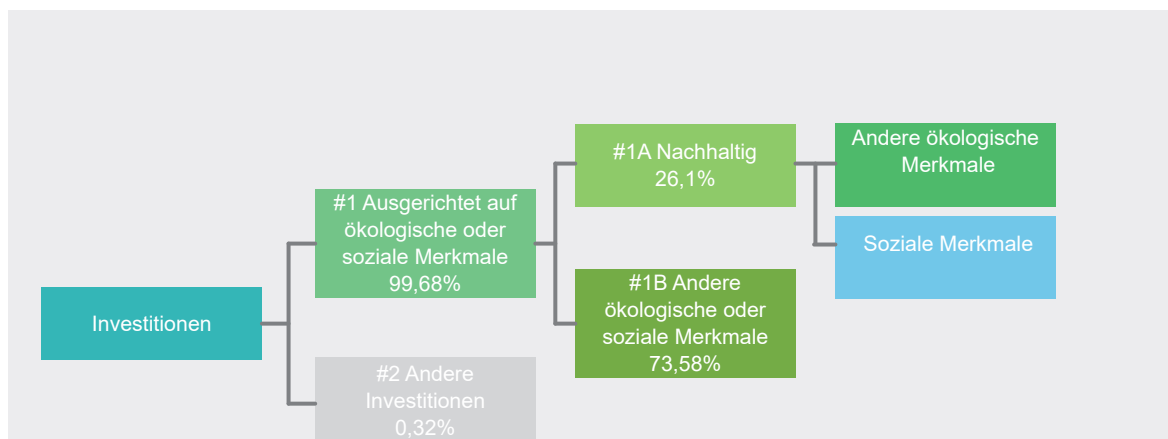 Investitionen
#1 Ausgerichtet auf
ökologische oder
soziale Merkmale
99,68%
#2 Andere
Investitionen
0,32%
#1A Nachhaltig
26,1%
#1B Andere
ökologische oder
soziale Merkmale
73,58%
Andere ökologische
Merkmale
Soziale Merkmale